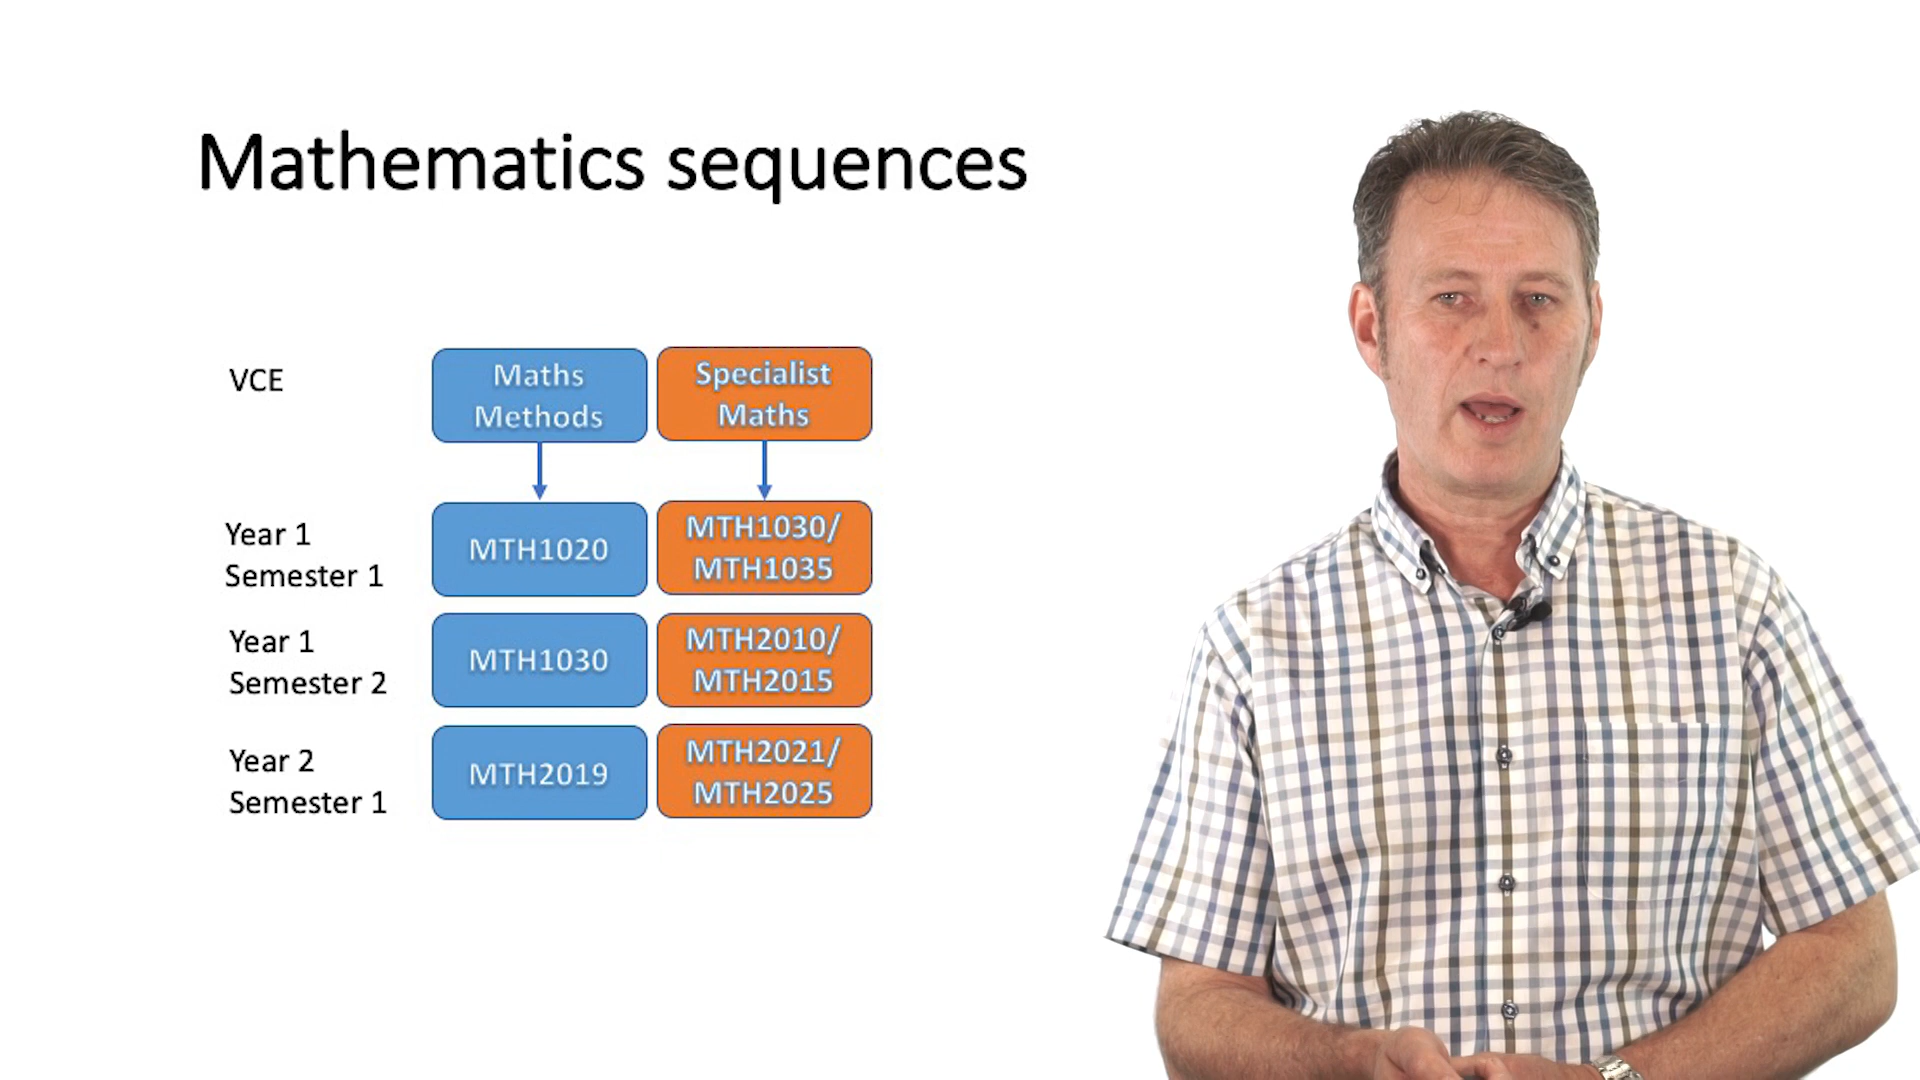 Mathematics sequences
VCE
Maths
Methods
Specialist
Maths
Year 1
Semester 1
MTH1020
MTH1030/
MTH1035
Year 1
Semester 2
MTH1030
MTH2010/
MTH2015
Year 2
Semester 1
MTH2019
MTH2021/
MTH2025